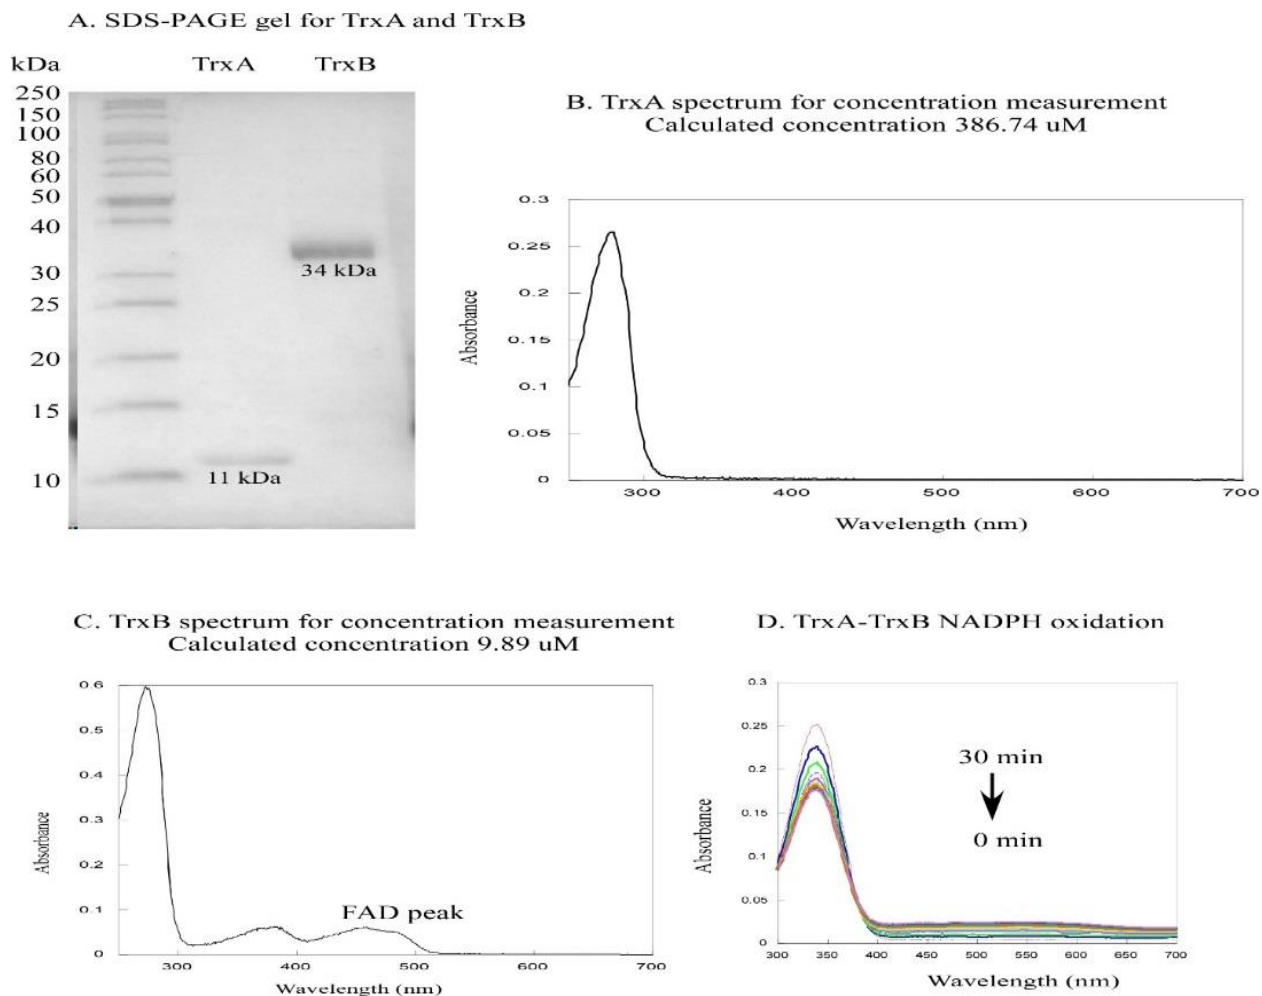 A. SDS-PAGE gel for TrxA and TrxB
kDa
TrxA
TrxB
250
150
100
80
60
50
40
30
25
20
15
10
34 kDa
11 kDa
B. TrxA spectrum for concentration measurement
Calculated concentration 386.74 uM
0.3
0.25
0.2
0.15
0.1
0.05
0
Absorbance
300
400
500
600
700
Wavelength (nm)
C. TrxB spectrum for concentration measurement
Calculated concentration 9.89 uM
0.6
0.5
0.4
0.3
0.2
0.1
0
Absorbance
FAD peak
300
400
500
600
700
Wavelength (nm)
D. TrxA-TrxB NADPH oxidation
0.3
0.25
0.2
0.15
0.1
0.05
0
Absorbance
30 min
0 min
300
350
400
450
500
550
600
650
700
Wavelength (nm)